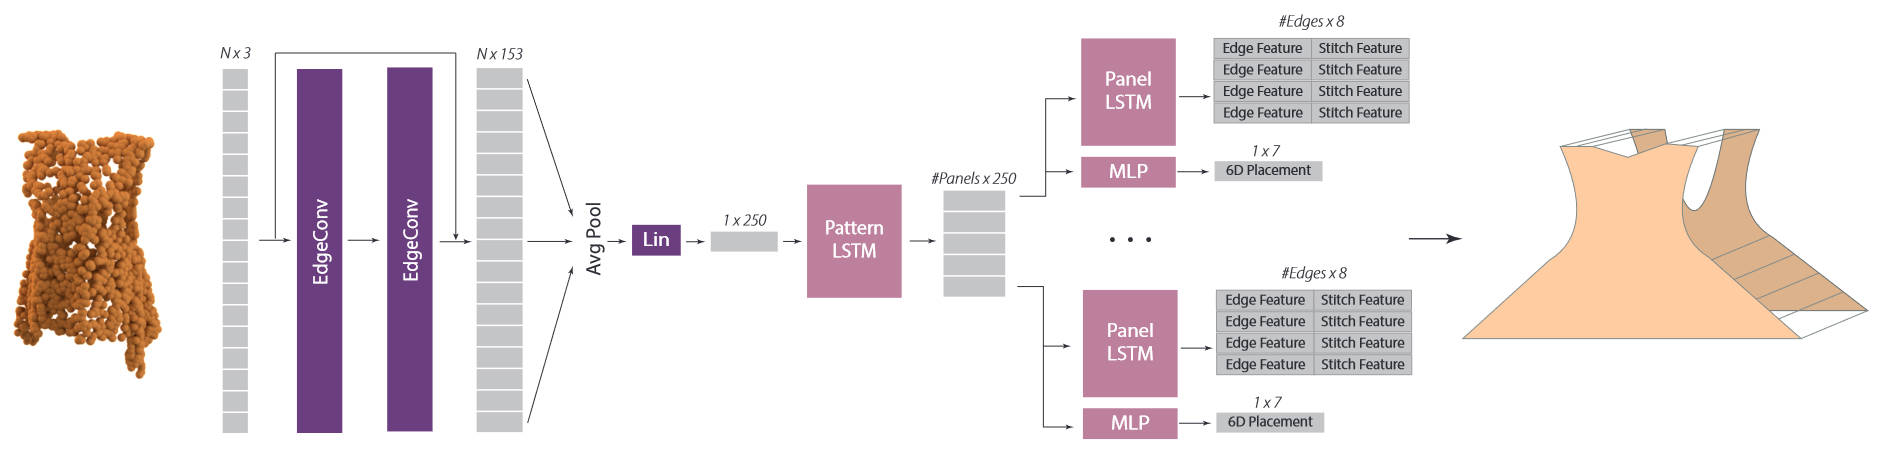 N x 3
EdgeConv
EdgeConv
N x 153
Avg Pool
Lin
1 x 250
Pattern
LSTM
#Panels x 250
Panel
LSTM
#Edges x 8
Edge Feature Stitch Feature
Edge Feature Stitch Feature
Edge Feature Stitch Feature
Edge Feature Stitch Feature
MLP
1 x 7
6D Placement
. . .
Panel
LSTM
#Edges x 8
Edge Feature Stitch Feature
Edge Feature Stitch Feature
Edge Feature Stitch Feature
Edge Feature Stitch Feature
MLP
1 x 7
6D Placement